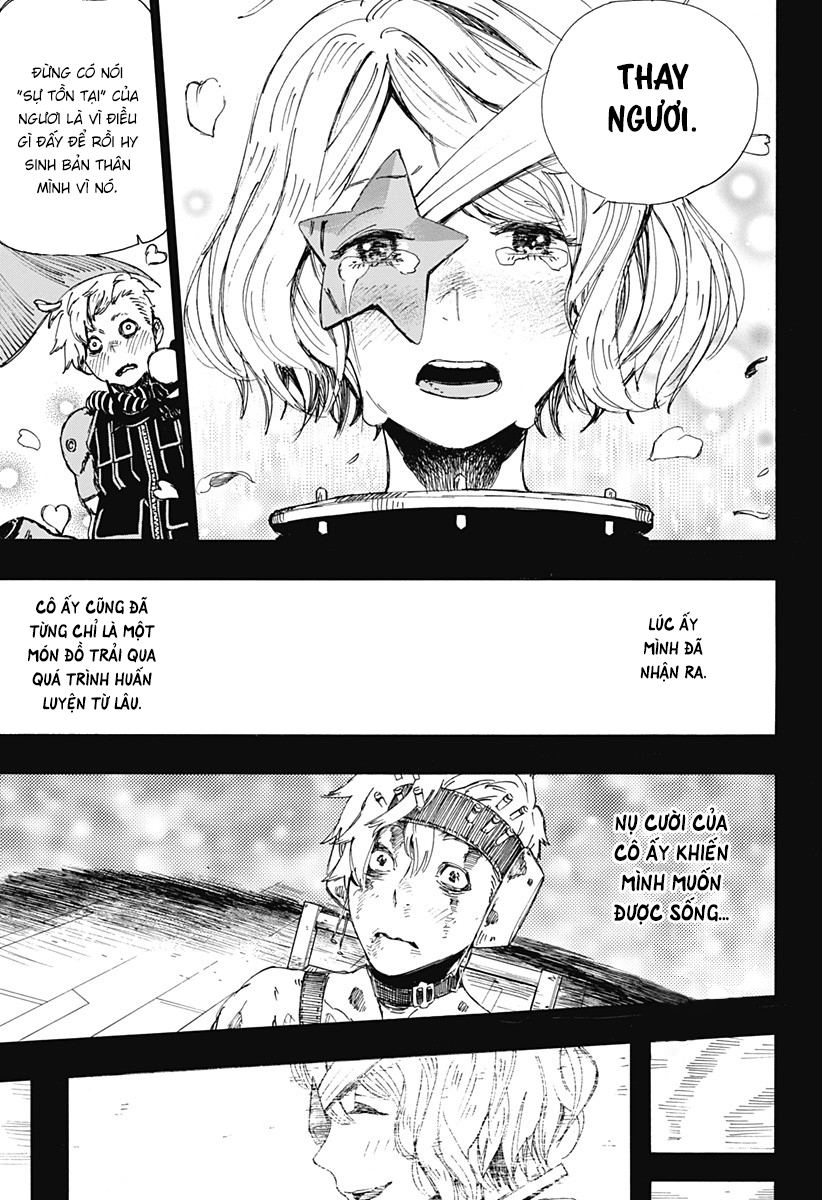 THAY
NGƯƠI.
ĐỪNG CÓ NÓI
"SỰ TỒN TẠI" CỦA
NGƯƠI LÀ VÌ ĐIỀU
GÌ ĐẤY ĐỂ RỒI HY
SINH BẢN THÂN
MÌNH VÌ NÓ.
LÚC ẤY
MÌNH ĐÃ
NHẬN RA.
CÔ ẤY CŨNG ĐÃ
TỪNG CHỈ LÀ MỘT
MÓN ĐỒ TRẢI QUA
QUÁ TRÌNH HUẤN
LUYỆN TỪ LÂU.
NỤ CƯỜI CỦA
CÔ ẤY KHIẾN
MÌNH MUỐN
ĐƯỢC SỐNG...